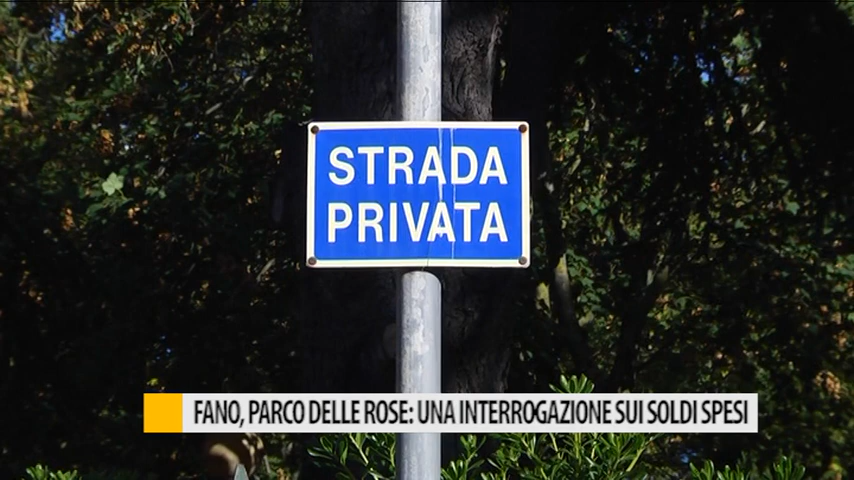 STRADA
PRIVATA
FANO, PARCO DELLE ROSE: UNA INTERROGAZIONE SUI SOLDI SPESI